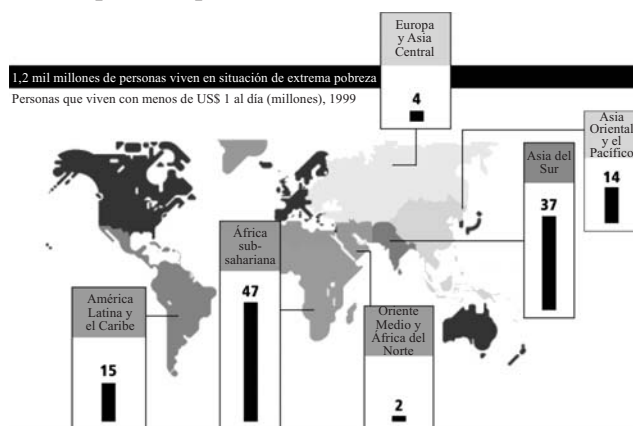 Europa
y Asia
Central
4
1,2 mil millones de personas viven en situación de extrema pobreza
Personas que viven con menos de US$ 1 al día (millones), 1999
Asia
Oriental
y el
Pacífico
14
Asia del
Sur
37
África
sub-
sahariana
47
América
Latina y
el Caribe
15
Oriente
Medio y
África del
Norte
2